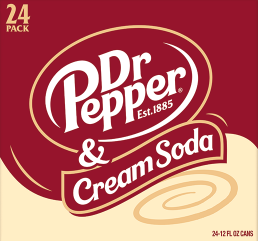 24
PACK
Dr
Pepper®
Est.1885
&
Cream Soda
24-12 FL OZ CANS